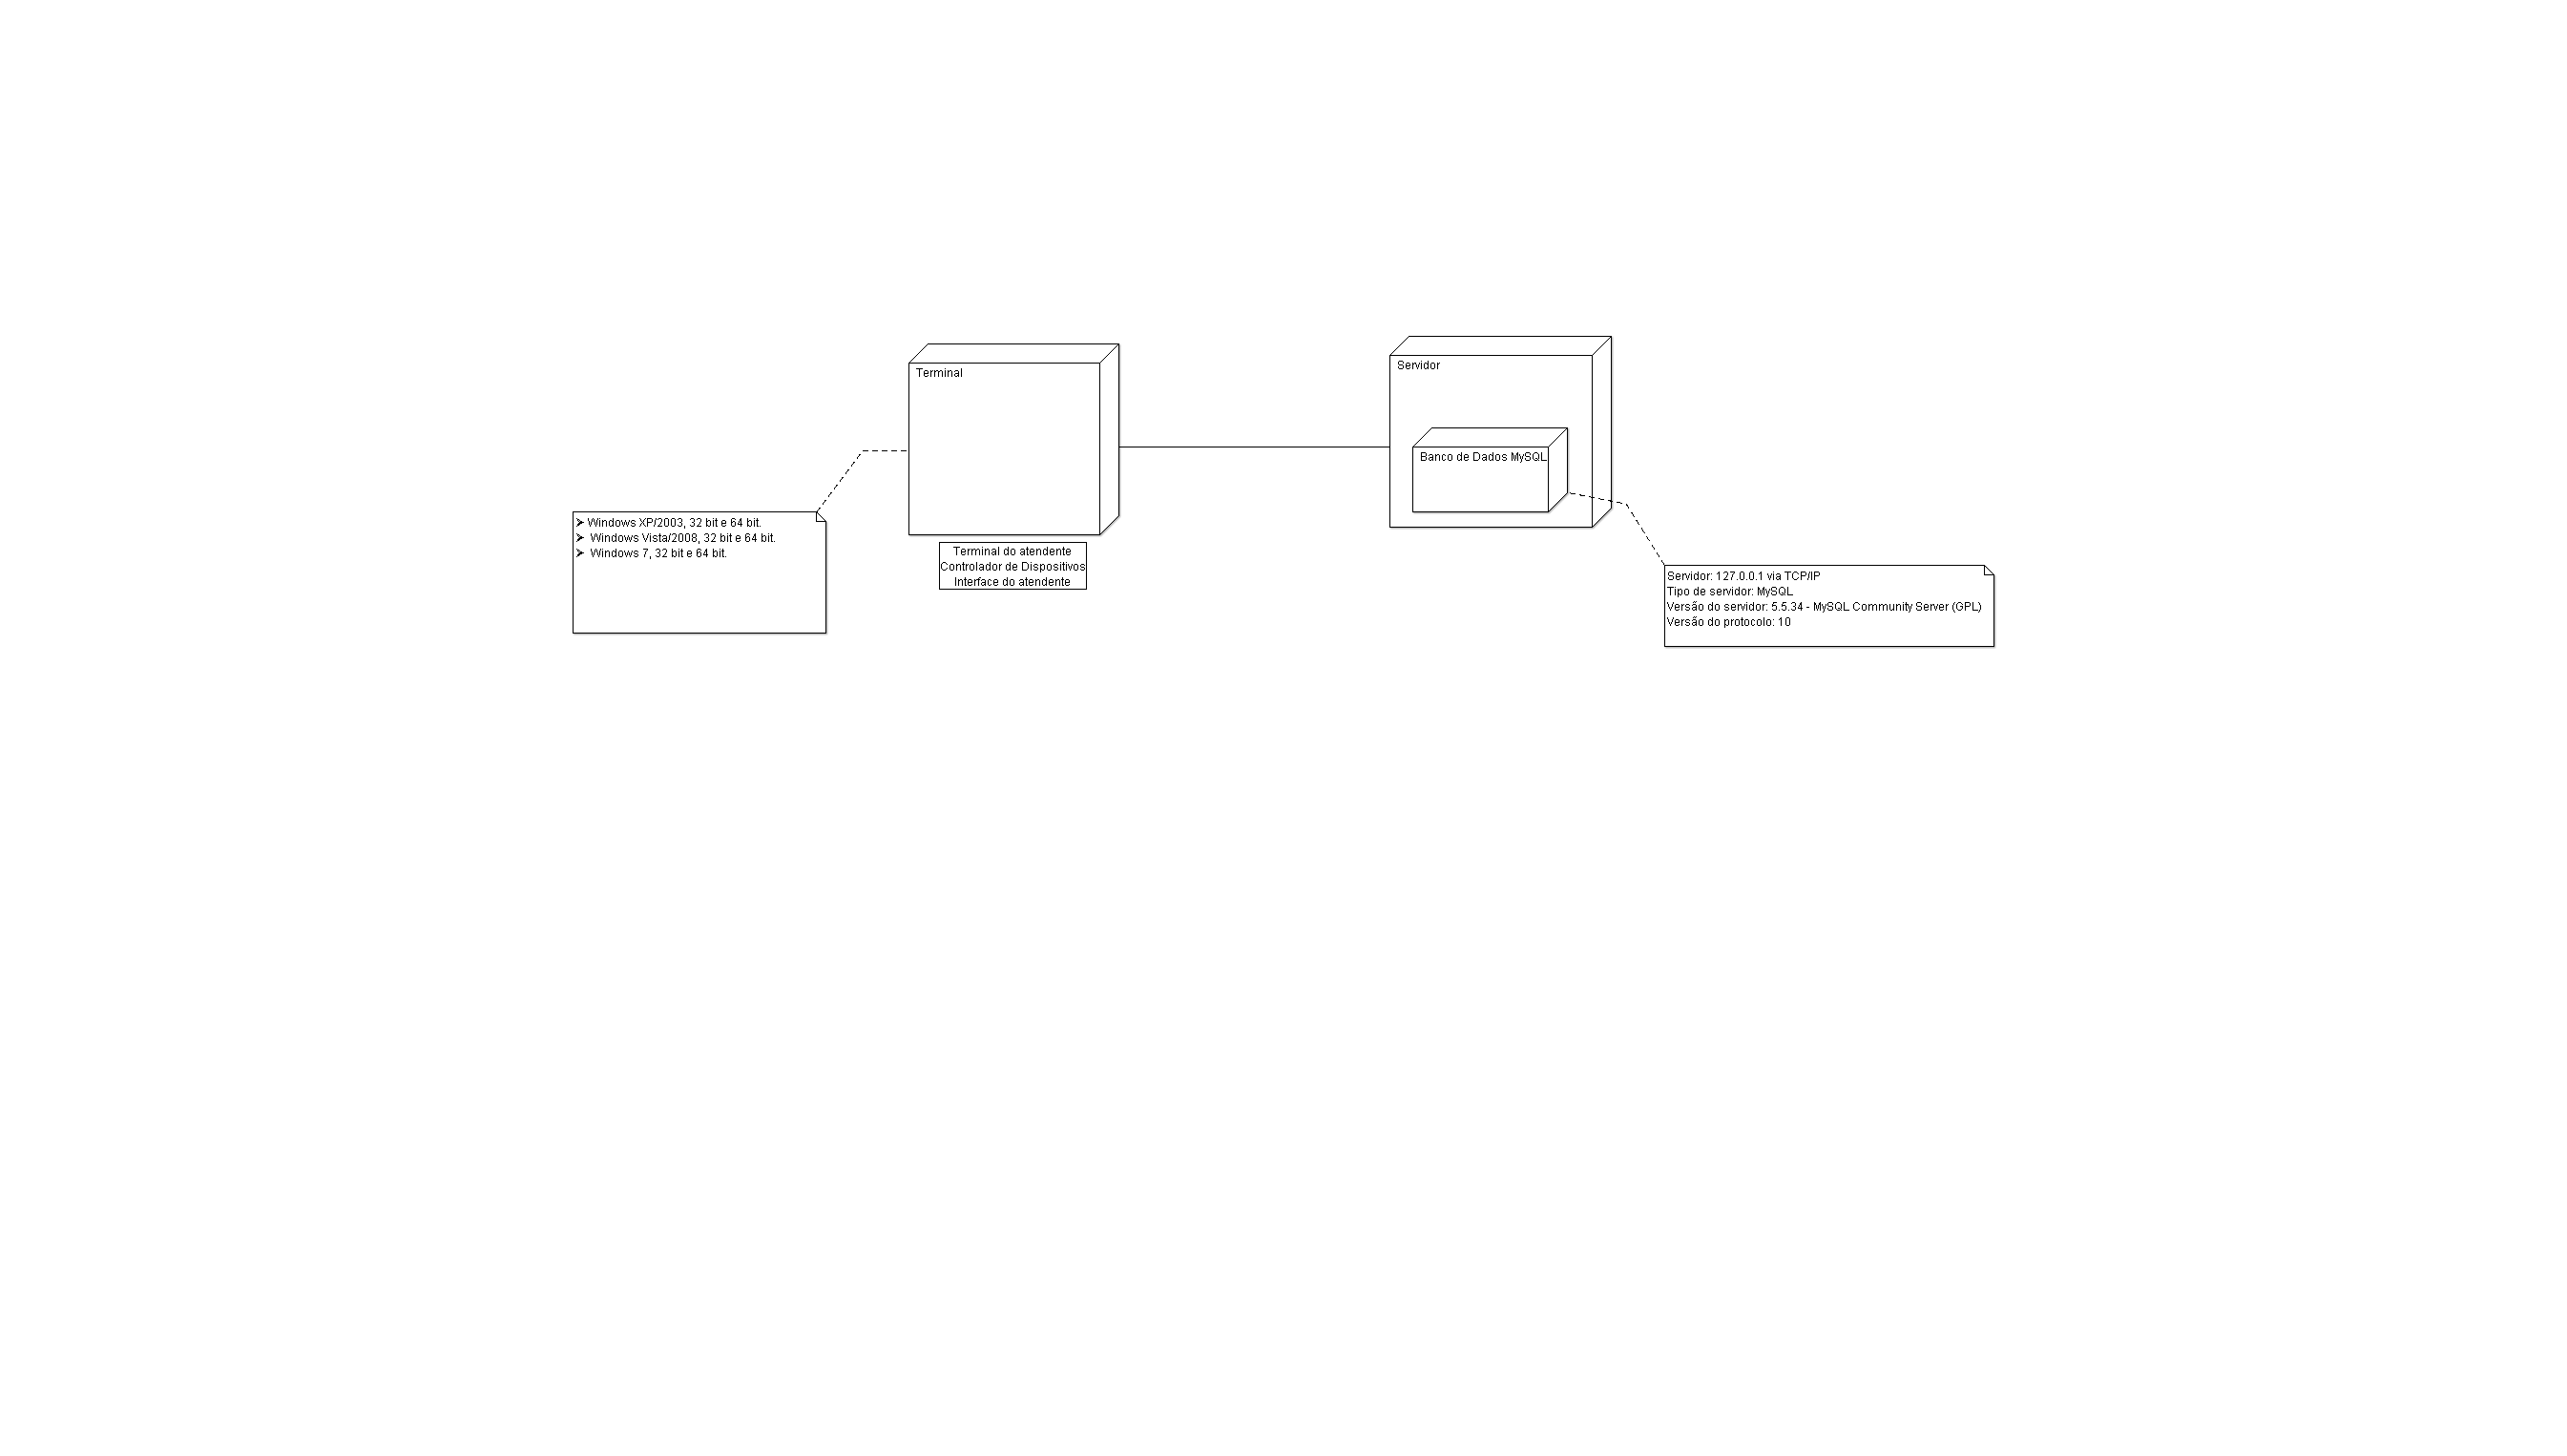 Terminal
Servidor
Banco de Dados MySQL
➢ Windows XP/2003, 32 bit e 64 bit.
➢ Windows Vista/2008, 32 bit e 64 bit.
➢ Windows 7, 32 bit e 64 bit.
Terminal do atendente
Controlador de Dispositivos
Interface do atendente
Servidor: 127.0.0.1 via TCP/IP
Tipo de servidor: MySQL
Versão do servidor: 5.5.34 - MySQL Community Server (GPL)
Versão do protocolo: 10